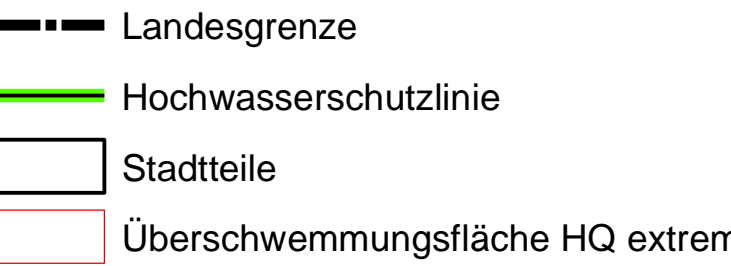 Landesgrenze
Hochwasserschutzlinie
Stadtteile
Überschwemmungsfläche HQ extrem